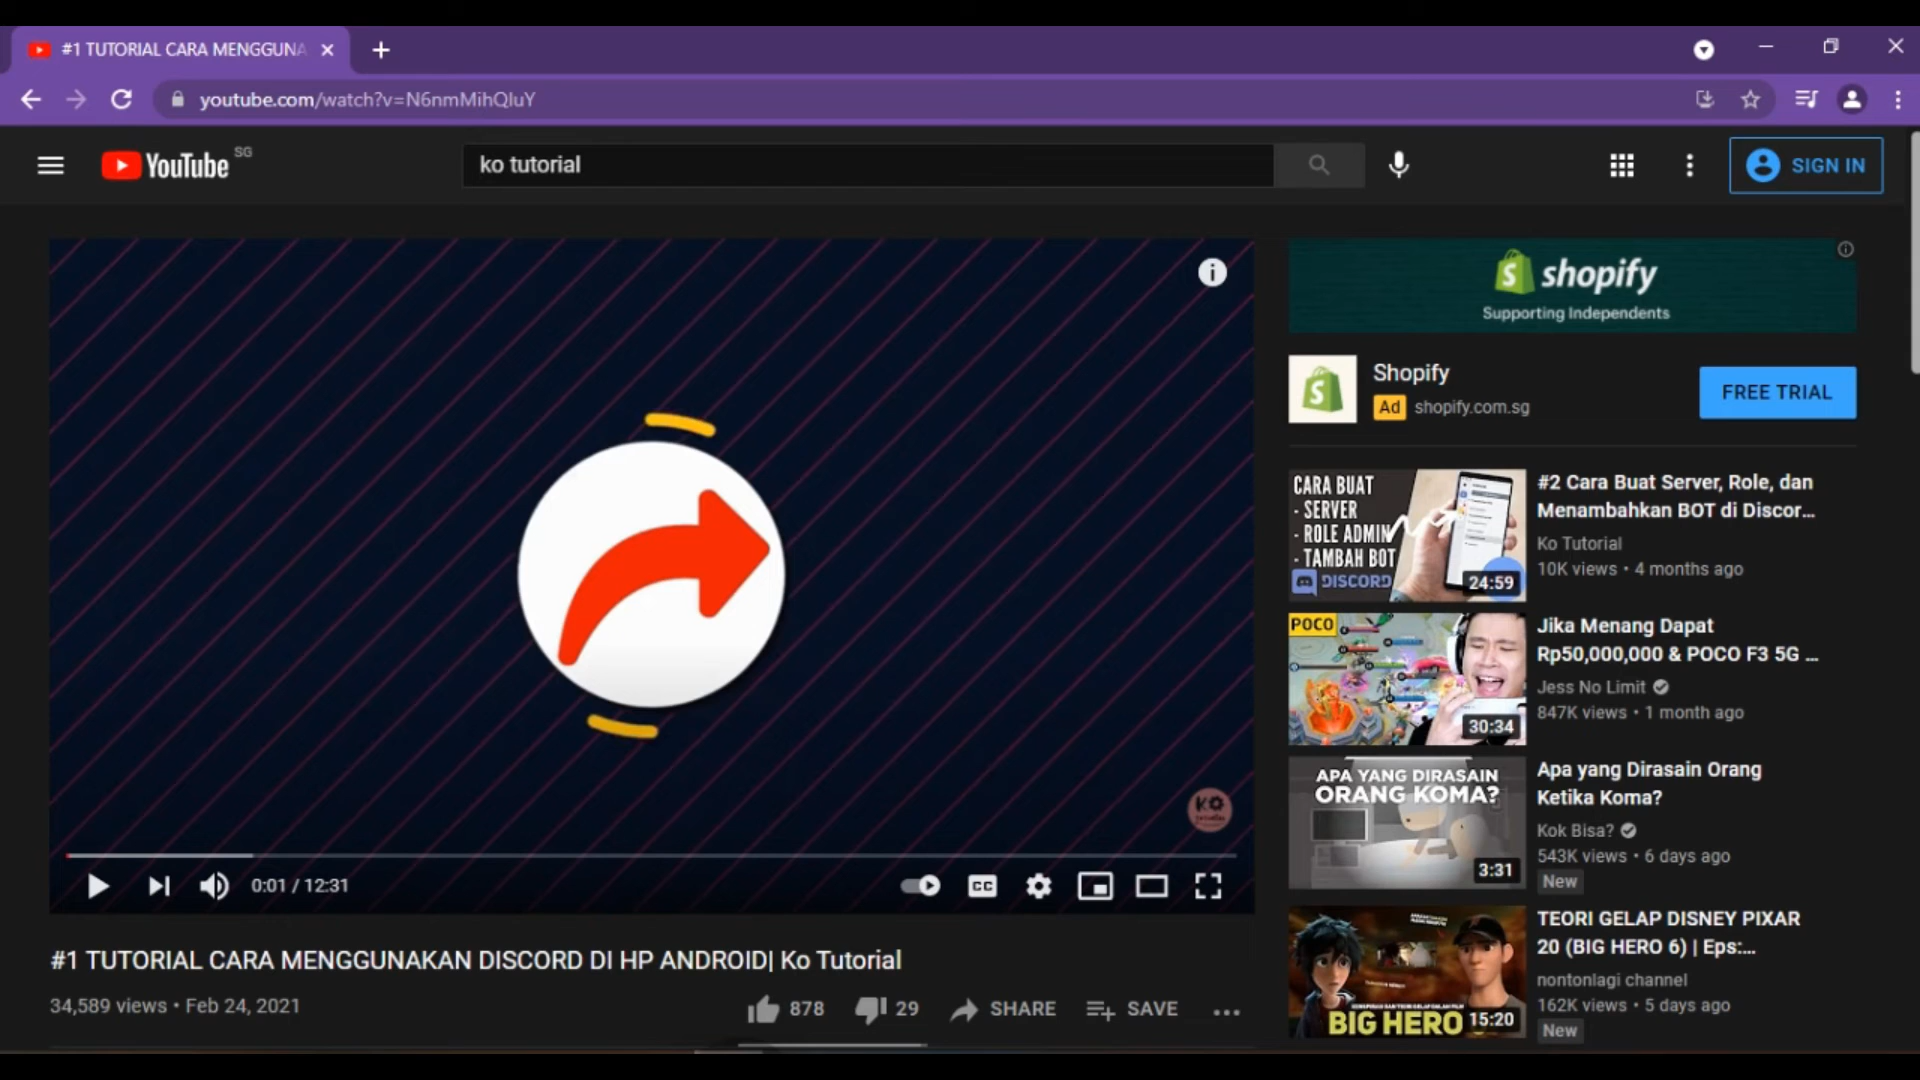 #1 TUTORIAL CARA MENGGUNA
youtube.com/watch?v=N6nmMihQIuY
YouTube SG
ko tutorial
SIGN IN
shopify
Supporting Independents
Shopify
Ad shopify.com.sg
FREE TRIAL
CARA BUAT
- SERVER
- ROLE ADMIN
- TAMBAH BOT
DISCORD
24:59
#2 Cara Buat Server, Role, dan
Menambahkan BOT di Discor...
Ko Tutorial
10K views • 4 months ago
POCO
30:34
Jika Menang Dapat
Rp50,000,000 & POCO F3 5G ...
Jess No Limit
847K views • 1 month ago
APA YANG DIRASAIN
ORANG KOMA?
3:31
Apa yang Dirasain Orang
Ketika Koma?
Kok Bisa?
543K views • 6 days ago
New
BIG HERO
15:20
TEORI GELAP DISNEY PIXAR
20 (BIG HERO 6) | Eps:...
nontonlagi channel
162K views • 5 days ago
New
KO
0:01 / 12:31
CC
#1 TUTORIAL CARA MENGGUNAKAN DISCORD DI HP ANDROID| Ko Tutorial
34,589 views • Feb 24, 2021
878
29
SHARE
SAVE